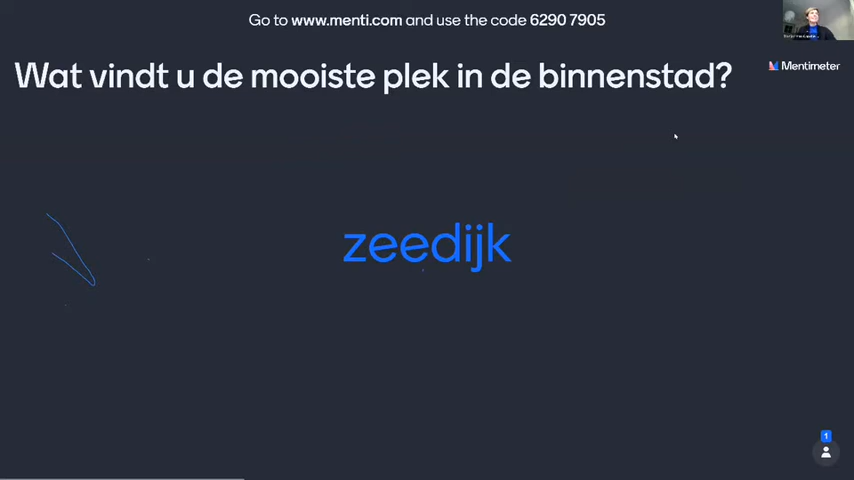 Go to www.menti.com and use the code 6290 7905
Wat vindt u de mooiste plek in de binnenstad?
Mentimeter
zeedijk
1